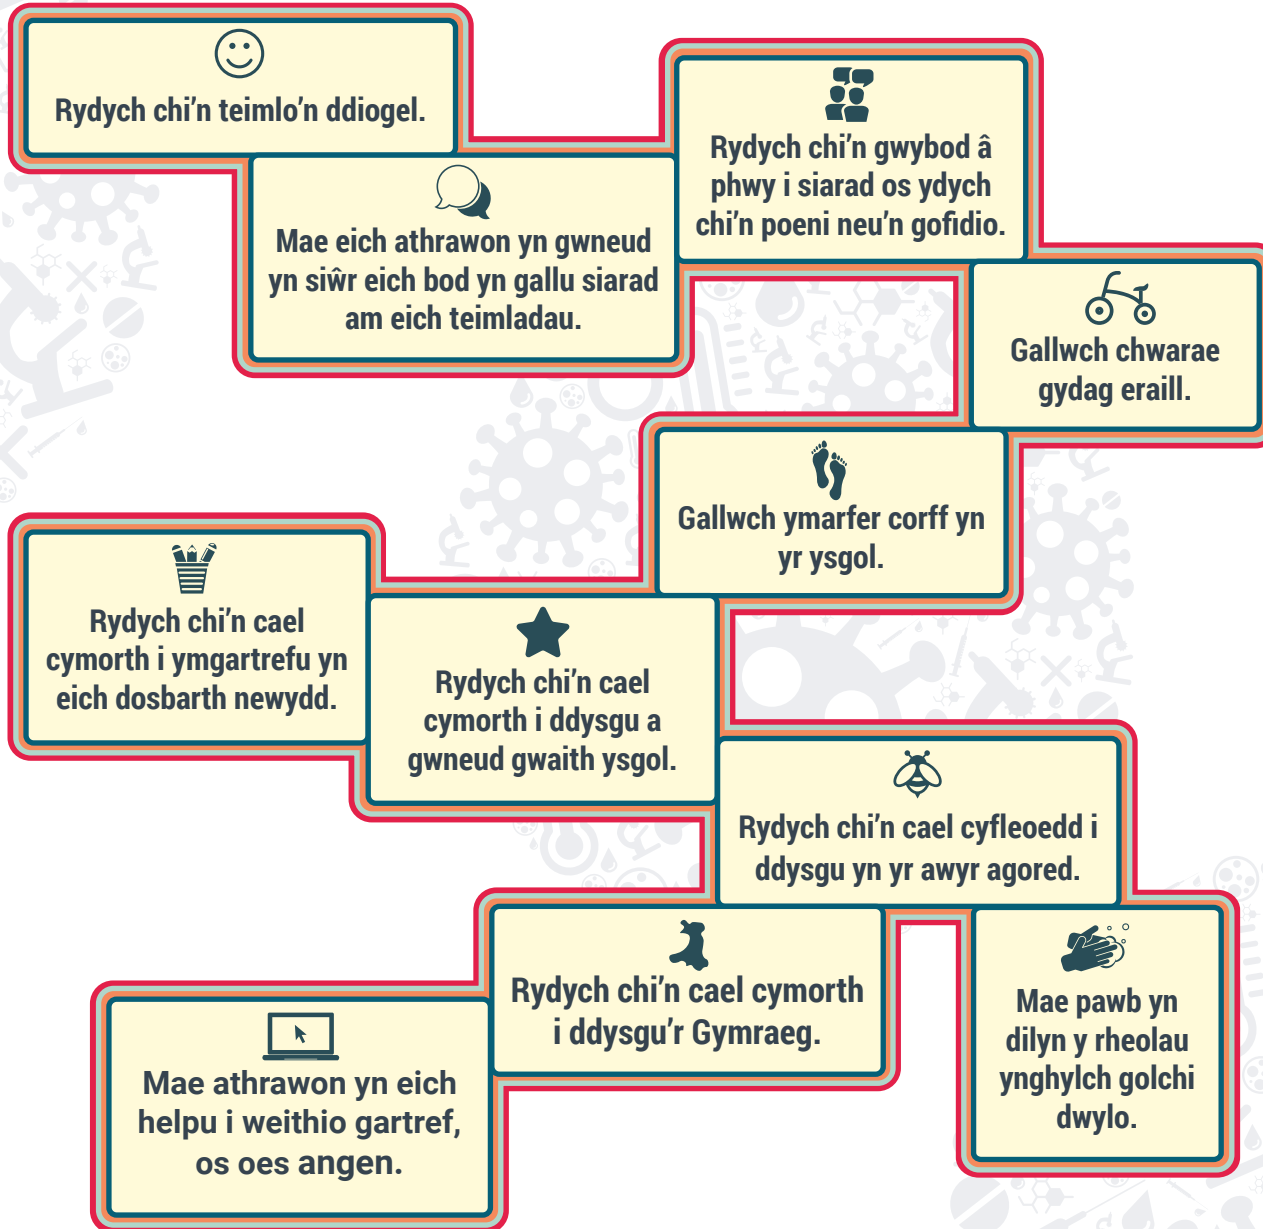 Rydych chi'n teimlo'n ddiogel.
Mae eich athrawon yn gwneud
yn siŵr eich bod yn gallu siarad
am eich teimladau.
Rydych chi'n gwybod â
phwy i siarad os ydych
chi'n poeni neu'n gofidio.
Gallwch chwarae
gydag eraill.
Gallwch ymarfer corff yn
yr ysgol.
Rydych chi'n cael
cymorth i ymgartrefu yn
eich dosbarth newydd.
Rydych chi'n cael
cymorth i ddysgu a
gwneud gwaith ysgol.
Rydych chi'n cael cyfleoedd i
ddysgu yn yr awyr agored.
Rydych chi'n cael cymorth
i ddysgu'r Gymraeg.
Mae athrawon yn eich
helpu i weithio gartref,
os oes angen.
Mae pawb yn
dilyn y rheolau
ynghylch golchi
dwylo.